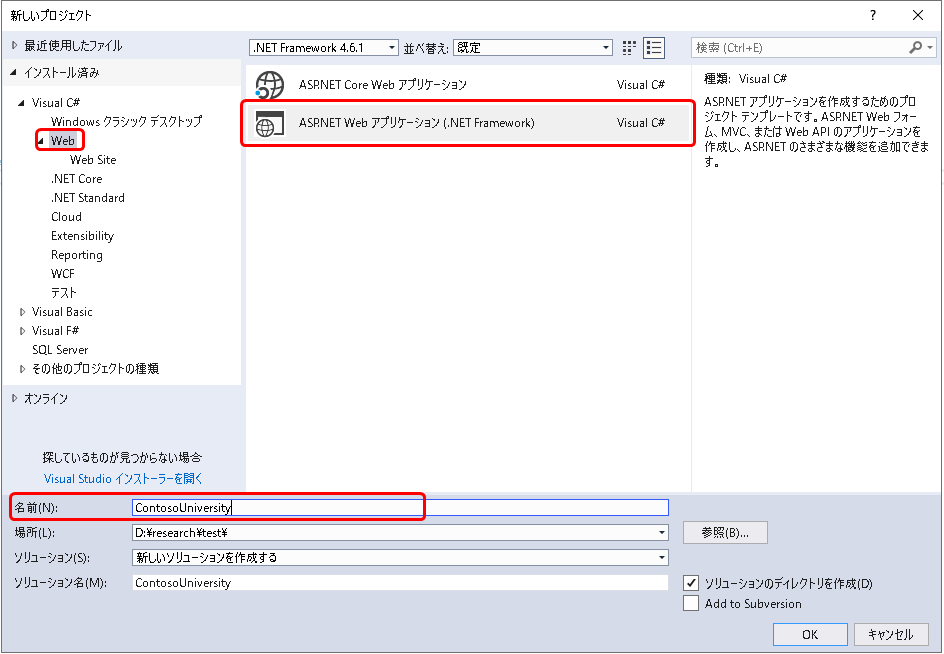 新しいプロジェクト
? ×
最近使用したファイル
インストール済み
Visual C#
Windows クラシック デスクトップ
Web
Web Site
.NET Core
.NET Standard
Cloud
Extensibility
Reporting
WCF
テスト
Visual Basic
Visual F#
SQL Server
その他のプロジェクトの種類
オンライン
探しているものが見つからない場合
Visual Studio インストーラーを開く
.NET Framework 4.6.1 並べ替え: 既定
ASP.NET Core Web アプリケーション Visual C#
ASP.NET Web アプリケーション (.NET Framework) Visual C#
検索 (Ctrl+E)
種類: Visual C#
ASP.NET アプリケーションを作成するためのプロ
ジェクト テンプレートです。ASP.NET Web フォー
ム、MVC、または Web API のアプリケーションを
作成し、ASP.NET のさまざまな機能を追加できま
す。
名前(N): ContosoUniversity
場所(L): D:¥research¥test¥ 参照(B)...
ソリューション(S): 新しいソリューションを作成する
ソリューション名(M): ContosoUniversity
ソリューションのディレクトリを作成(D)
Add to Subversion
OK キャンセル